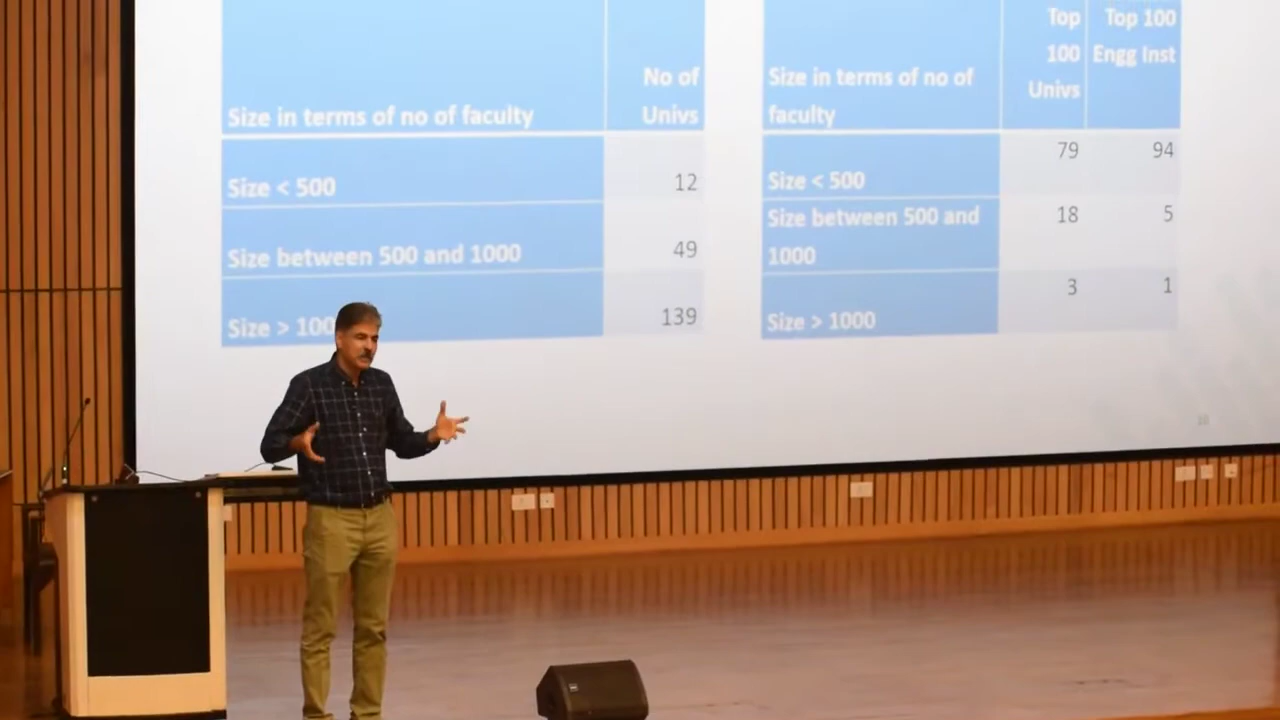 Size in terms of no of faculty
No of
Univs
Size < 500
12
Size between 500 and 1000
49
Size > 100
139
Size in terms of no of
faculty
Top
100
Univs
Top 100
Engg Inst
Size < 500
79
94
Size between 500 and
1000
18
5
Size > 1000
3
1